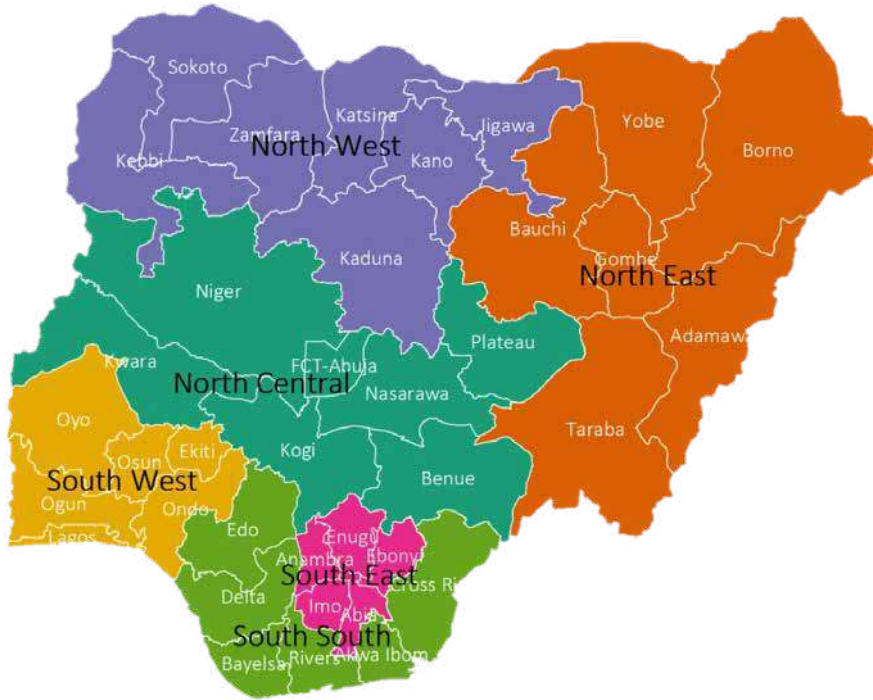 Sokoto
Katsina
Jigawa
Yobe
Borno
Zamfara
North West
Kano
Kebbi
Bauchi
Gombe
North East
Kaduna
Niger
Adamawa
Plateau
Kwara
FCT-Abuja
North Central
Nasarawa
Oyo
Taraba
Osun
Ekiti
Kogi
Benue
South West
Ogun
Ondo
Lagos
Edo
Enugu
Anambra
Ebonyi
South East
Cross Ri
Delta
Imo
Abia
South South
Bayelsa
Rivers
Akwa Ibom